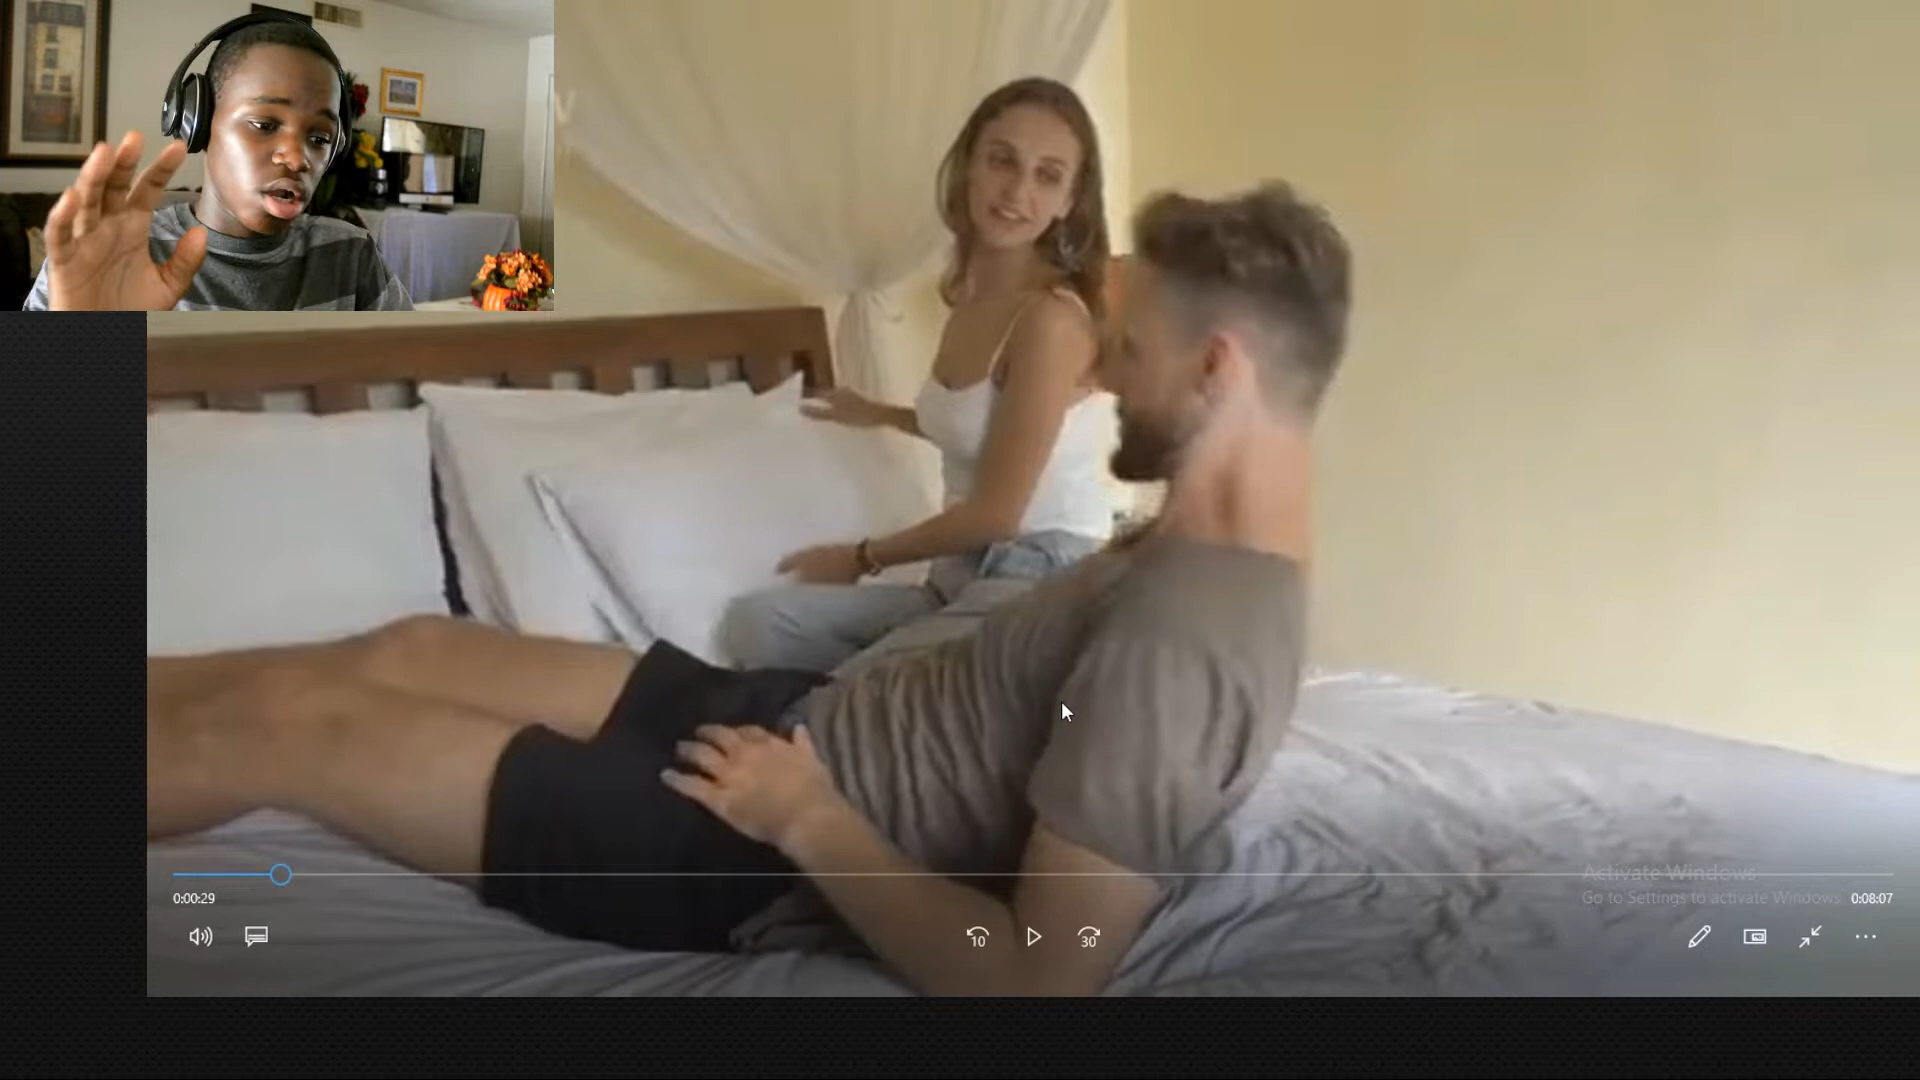 Activate Windows
Go to Settings to activate Windows.
0:00:29
0:08:07
10
30